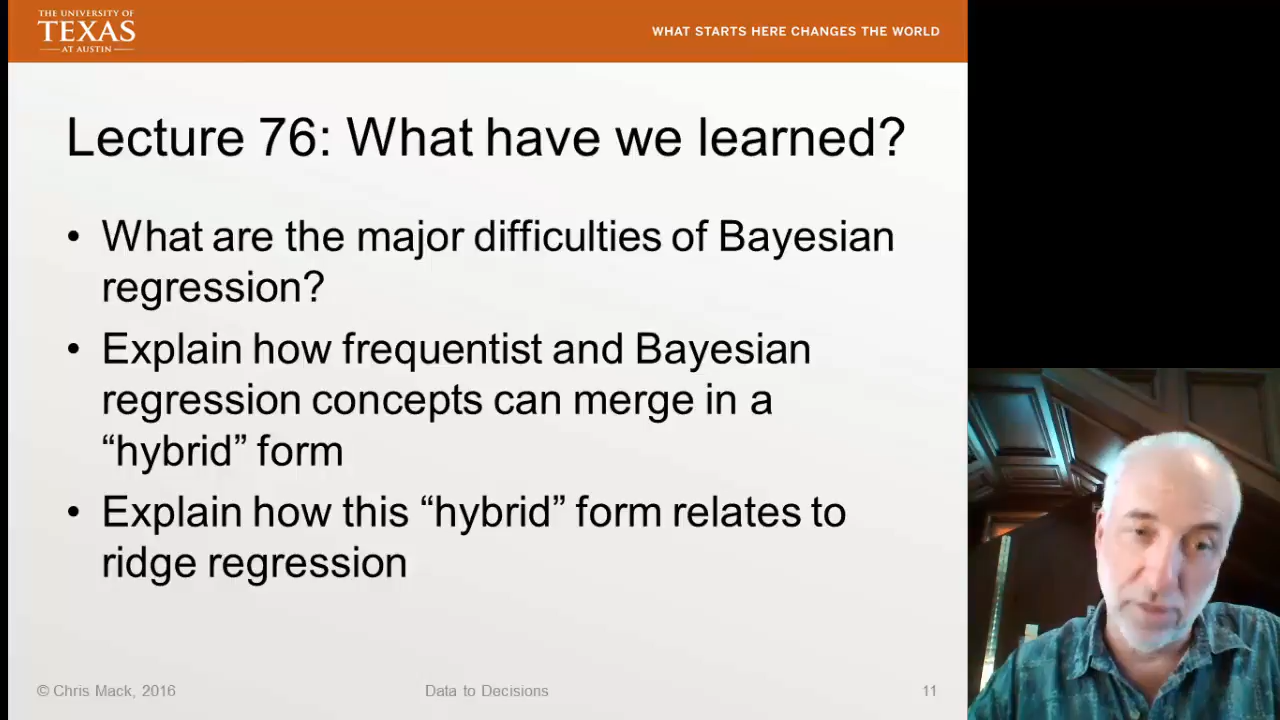 THE UNIVERSITY OF
TEXAS
AT AUSTIN
WHAT STARTS HERE CHANGES THE WORLD
Lecture 76: What have we learned?
• What are the major difficulties of Bayesian
regression?
• Explain how frequentist and Bayesian
regression concepts can merge in a
“hybrid” form
• Explain how this “hybrid” form relates to
ridge regression
© Chris Mack, 2016
Data to Decisions
11